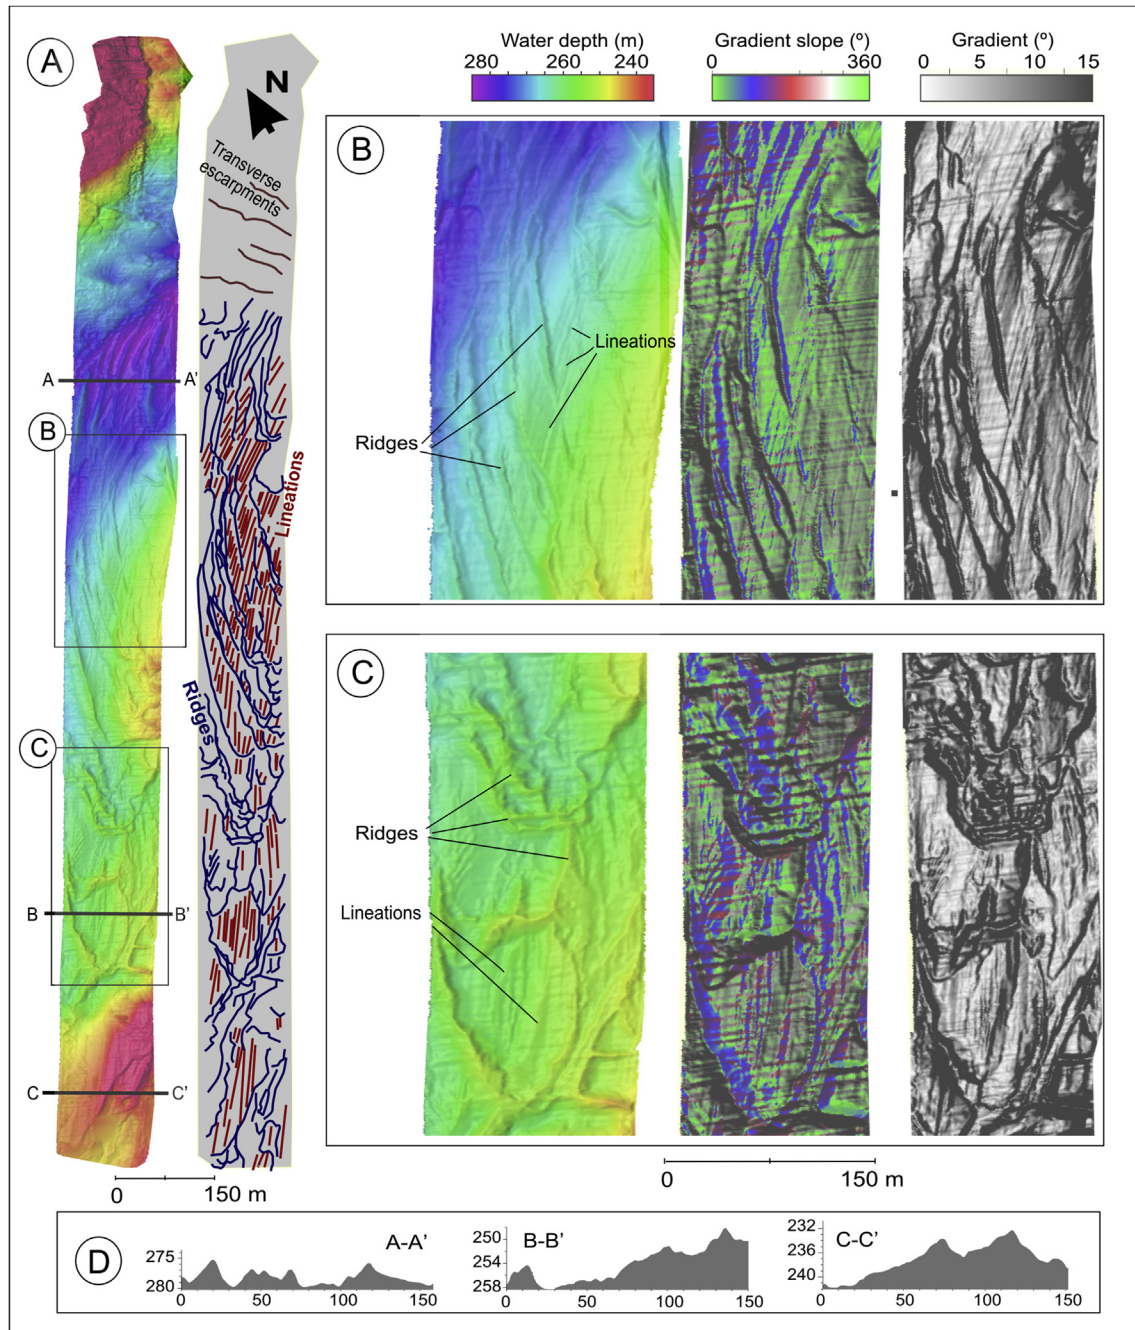 A
N
Transverse
escarpments
A A'
B
Lineations
Ridges
C
B B'
C C'
0 150 m
Water depth (m)
280 260 240
Gradient slope (º)
0 360
Gradient (º)
0 5 10 15
B
Lineations
Ridges
C
Ridges
Lineations
0 150 m
D
A-A'
275
280
0 50 100 150
B-B'
250
254
258
0 50 100 150
C-C'
232
236
240
0 50 100 150